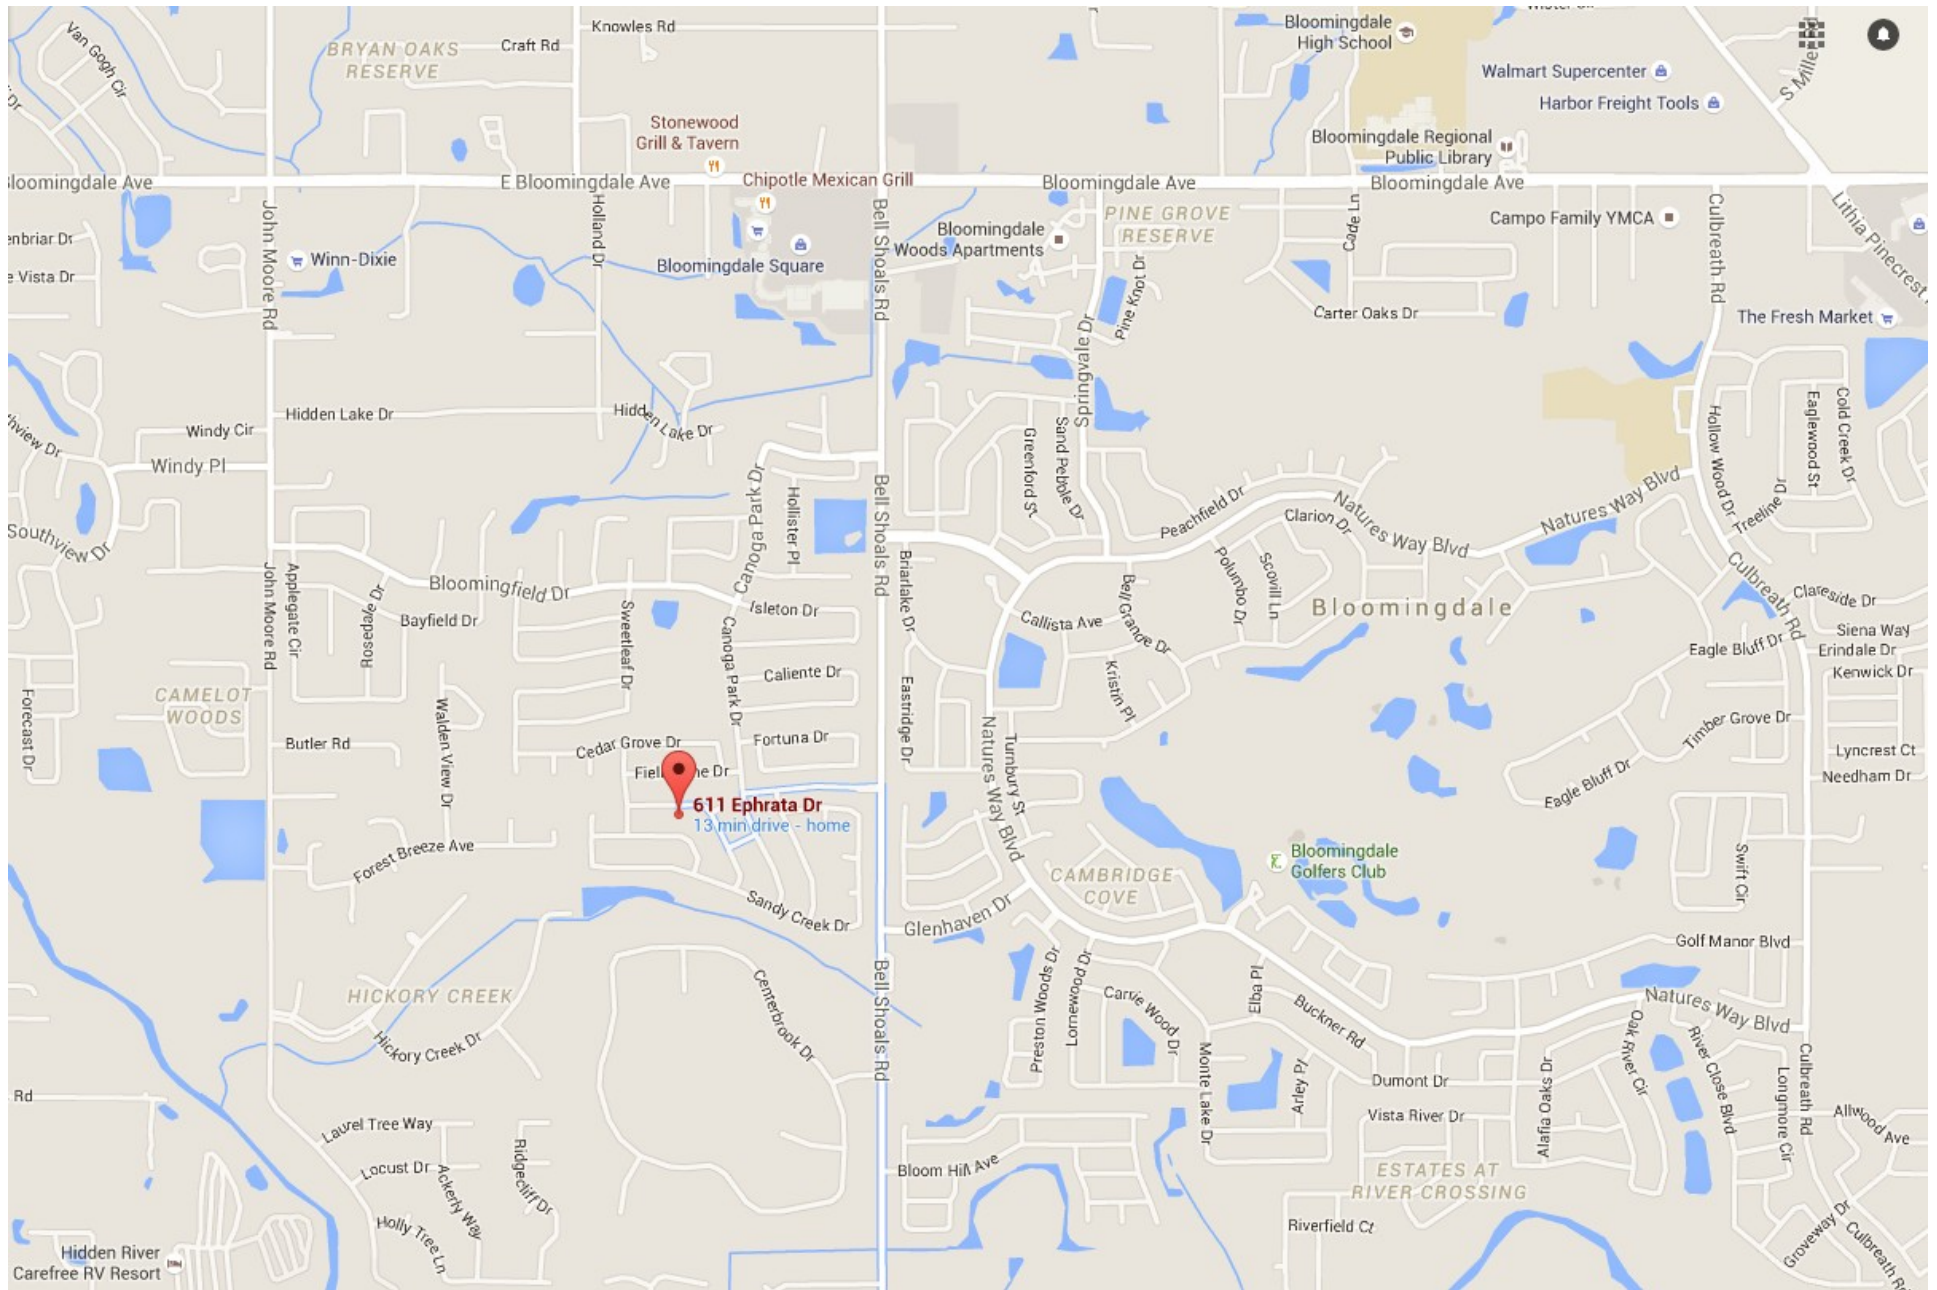 Knowles Rd
Bloomingdale
High School
Van Gogh Cir
BRYAN OAKS
RESERVE
Craft Rd
Walmart Supercenter
S Mille
Harbor Freight Tools
Dr
Stonewood
Grill & Tavern
Bloomingdale Regional
Public Library
Bloomingdale Ave
E Bloomingdale Ave
Chipotle Mexican Grill
Bloomingdale Ave
Bloomingdale Ave
John Moore Rd
Holland Dr
Bell Shoals Rd
PINE GROVE
RESERVE
Cade Ln
Campo Family YMCA
Culbreath Rd
Lithia Pinecrest
enbriar Dr
Winn-Dixie
Bloomingdale Square
Bloomingdale
Woods Apartments
e Vista Dr
Pine Knot Dr
Carter Oaks Dr
The Fresh Market
Springvale Dr
Hidden Lake Dr
Hidden Lake Dr
Windy Cir
Windy Pl
hview Dr
Southview Dr
Canoga Park Dr
Hollister Pl
Bell Shoals Rd
Greenford St
Sand Pebble Dr
Peachfield Dr
Natures Way Blvd
Clarion Dr
Natures Way Blvd
Hollow Wood Dr
Treeline Dr
Eaglewood St
Cold Creek Dr
John Moore Rd
Applegate Cir
Rosedale Dr
Bloomingfield Dr
Bayfield Dr
Sweetleaf Dr
Isleton Dr
Canoga Park Dr
Caliente Dr
Briarlake Dr
Callista Ave
Bell Grande Dr
Polumbo Dr
Scovill Ln
Bloomingdale
Culbreath Rd
Clareside Dr
Siena Way
Eagle Bluff Dr
Erindale Dr
Kenwick Dr
Forecast Dr
CAMELOT
WOODS
Walden View Dr
Eastridge Dr
Kristin Pl
Butler Rd
Cedar Grove Dr
Fortuna Dr
Natures Way Blvd
Turnbury St
Timber Grove Dr
Lyncrest Ct
Eagle Bluff Dr
Needham Dr
611 Ephrata Dr
13 min drive - home
Forest Breeze Ave
Sandy Creek Dr
Glenhaven Dr
CAMBRIDGE
COVE
Bloomingdale
Golfers Club
Swift Cir
Golf Manor Blvd
HICKORY CREEK
Hickory Creek Dr
Centerbrook Dr
Bell Shoals Rd
Preston Woods Dr
Lornewood Dr
Carrie Wood Dr
Elba Pl
Buckner Rd
Natures Way Blvd
Oak River Cir
River Close Blvd
Culbreath Rd
Rd
Monte Lake Dr
Arley Pl
Dumont Dr
Vista River Dr
Alafia Oaks Dr
Longmore Cir
Allwood Ave
Laurel Tree Way
Locust Dr
Ackerly Way
Ridgecliff Dr
Bloom Hill Ave
ESTATES AT
RIVER CROSSING
Holly Tree Ln
Riverfield Ct
Groveway Dr
Culbreath Rd
Hidden River
Carefree RV Resort